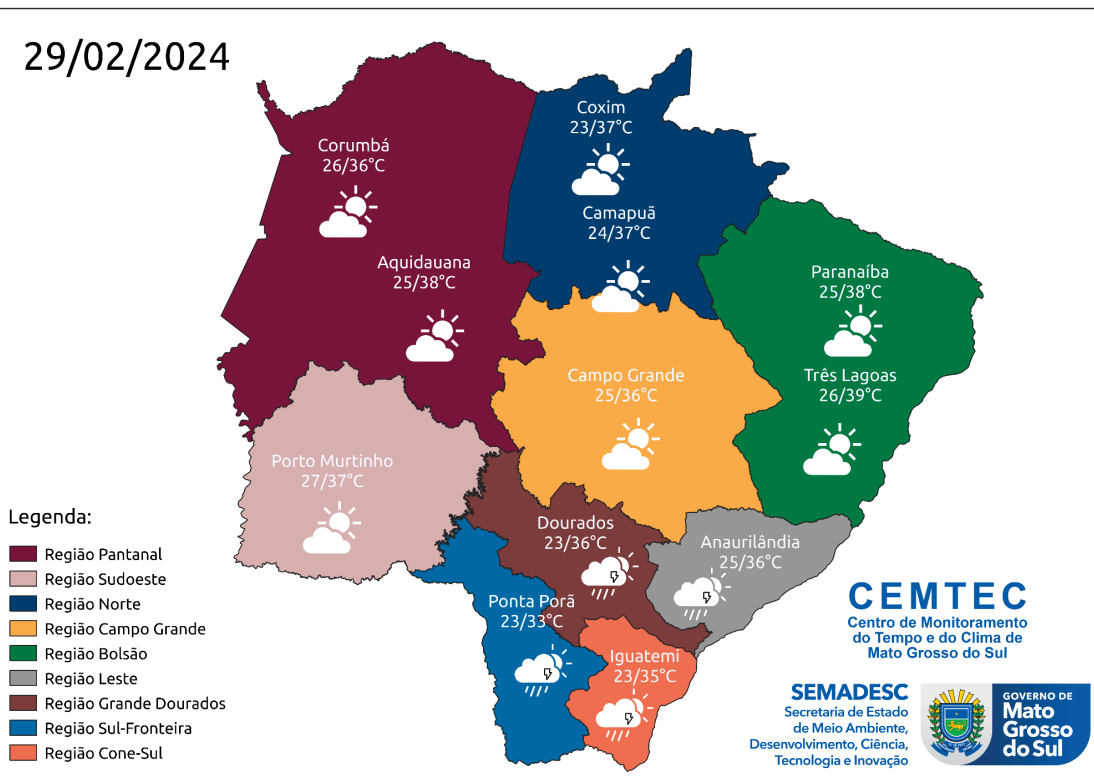 29/02/2024
Coxim
23/37°C
Corumbá
26/36°C
Camapuã
24/37°C
Aquidauana
25/38°C
Paranaíba
25/38°C
Campo Grande
25/36°C
Três Lagoas
26/39°C
Porto Murtinho
27/37°C
Dourados
23/36°C
Anaurilândia
25/36°C
Ponta Porã
23/33°C
Iguatemi
23/35°C
Legenda:
Região Pantanal
Região Sudoeste
Região Norte
Região Campo Grande
Região Bolsão
Região Leste
Região Grande Dourados
Região Sul-Fronteira
Região Cone-Sul
CEMTEC
Centro de Monitoramento
do Tempo e do Clima de
Mato Grosso do Sul
SEMADESC
Secretaria de Estado
de Meio Ambiente,
Desenvolvimento, Ciência,
Tecnologia e Inovação
GOVERNO DE
Mato
Grosso
do Sul